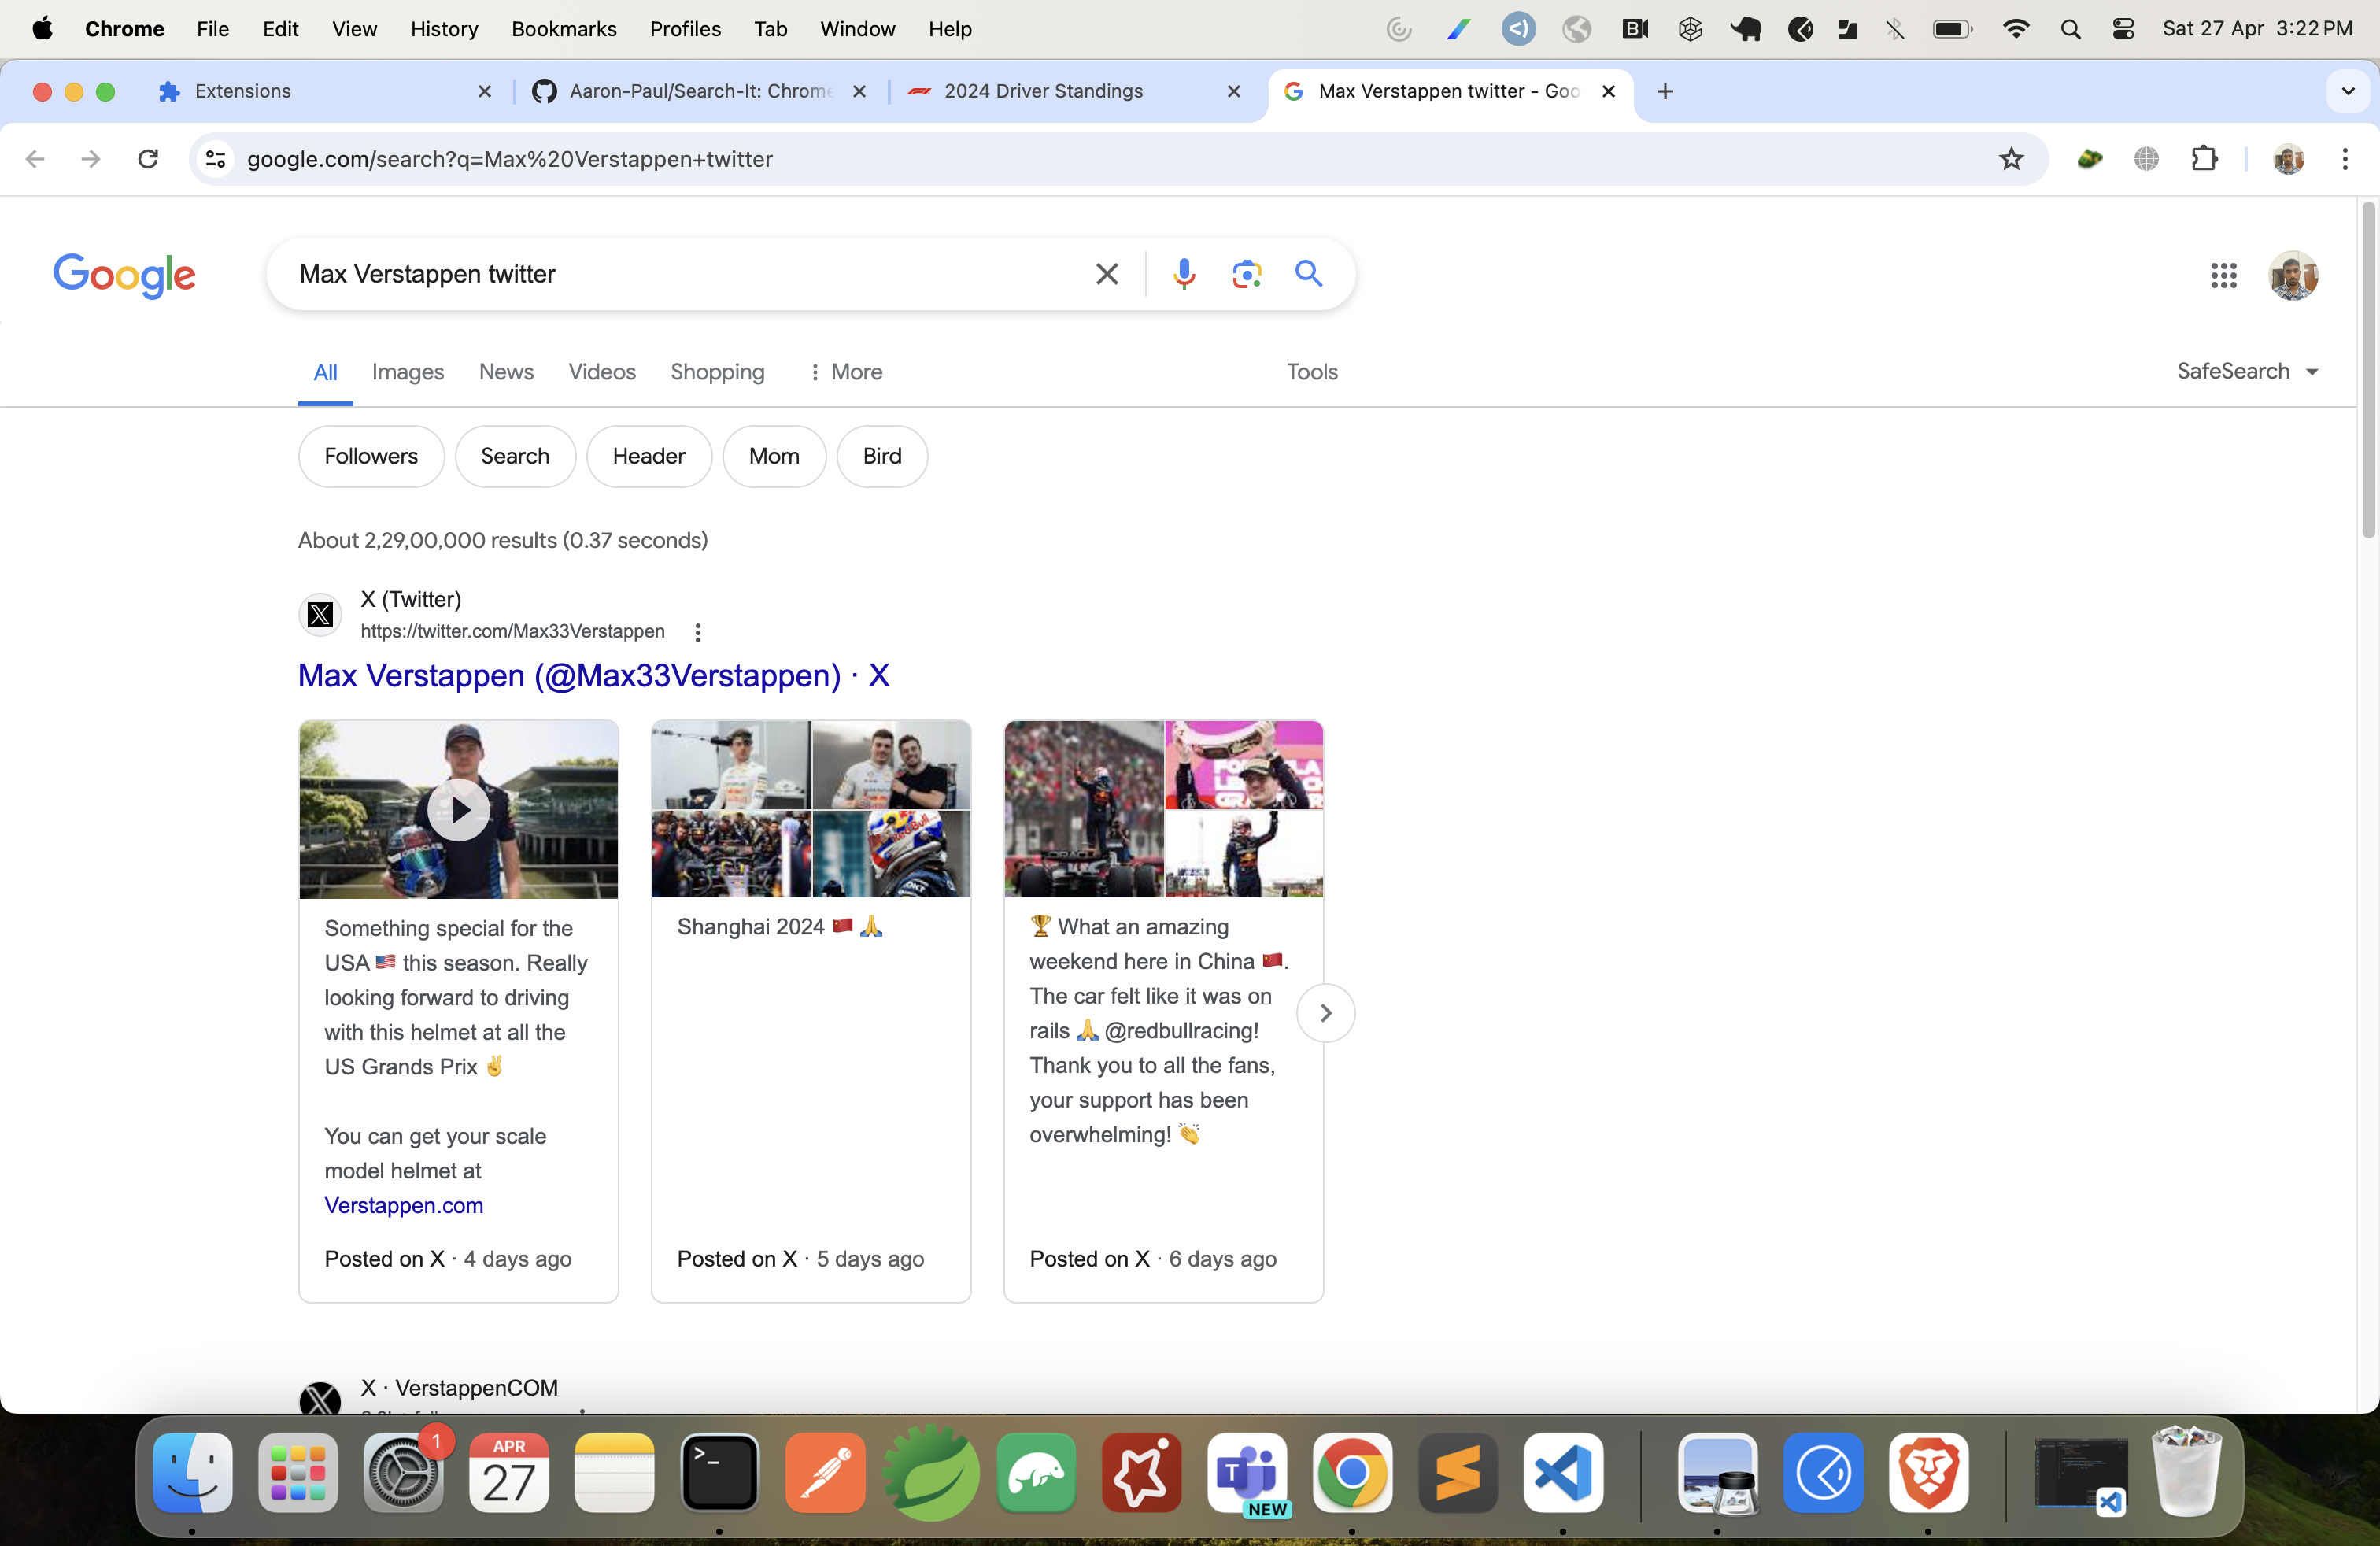 Chrome File Edit View History Bookmarks Profiles Tab Window Help Sat 27 Apr 3:22 PM
Extensions
Aaron-Paul/Search-It: Chrome
2024 Driver Standings
Max Verstappen twitter - Goo
google.com/search?q=Max%20Verstappen+twitter
Google
Max Verstappen twitter
All Images News Videos Shopping More Tools SafeSearch
Followers Search Header Mom Bird
About 2,29,00,000 results (0.37 seconds)
X (Twitter)
https://twitter.com/Max33Verstappen
Max Verstappen (@Max33Verstappen) · X
Something special for the
USA 🇺🇸 this season. Really
looking forward to driving
with this helmet at all the
US Grands Prix ✌️
You can get your scale
model helmet at
Verstappen.com
Posted on X · 4 days ago
Shanghai 2024 🇨🇳 🙏
Posted on X · 5 days ago
🏆 What an amazing
weekend here in China 🇨🇳.
The car felt like it was on
rails 🙏 @redbullracing!
Thank you to all the fans,
your support has been
overwhelming! 👏
Posted on X · 6 days ago
X · VerstappenCOM
1
APR
27
NEW